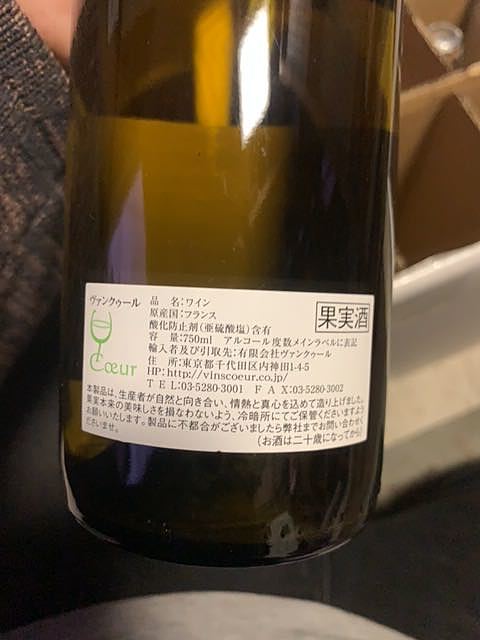 ヴァンクゥール
Cœur
品 名:ワイン
原産国:フランス
酸化防止剤(亜硫酸塩)含有
果実酒
容 量:750ml アルコール度数メインラベルに表記
輸入者及び引取先:有限会社ヴァンクゥール
住 所:東京都千代田区内神田1-4-5
HP:http://vinscoeur.co.jp/
TEL:03-5280-3001 FAX:03-5280-3002
本製品は、生産者が自然と向き合い、情熱と真心を込めて造り上げました。
果実本来の美味しさを損なわないよう、冷暗所にてご保管くださいますよう
お願いいたします。製品に不都合がございましたら弊社までお問い合わせく
ださいませ。
(お酒は二十歳になってから)